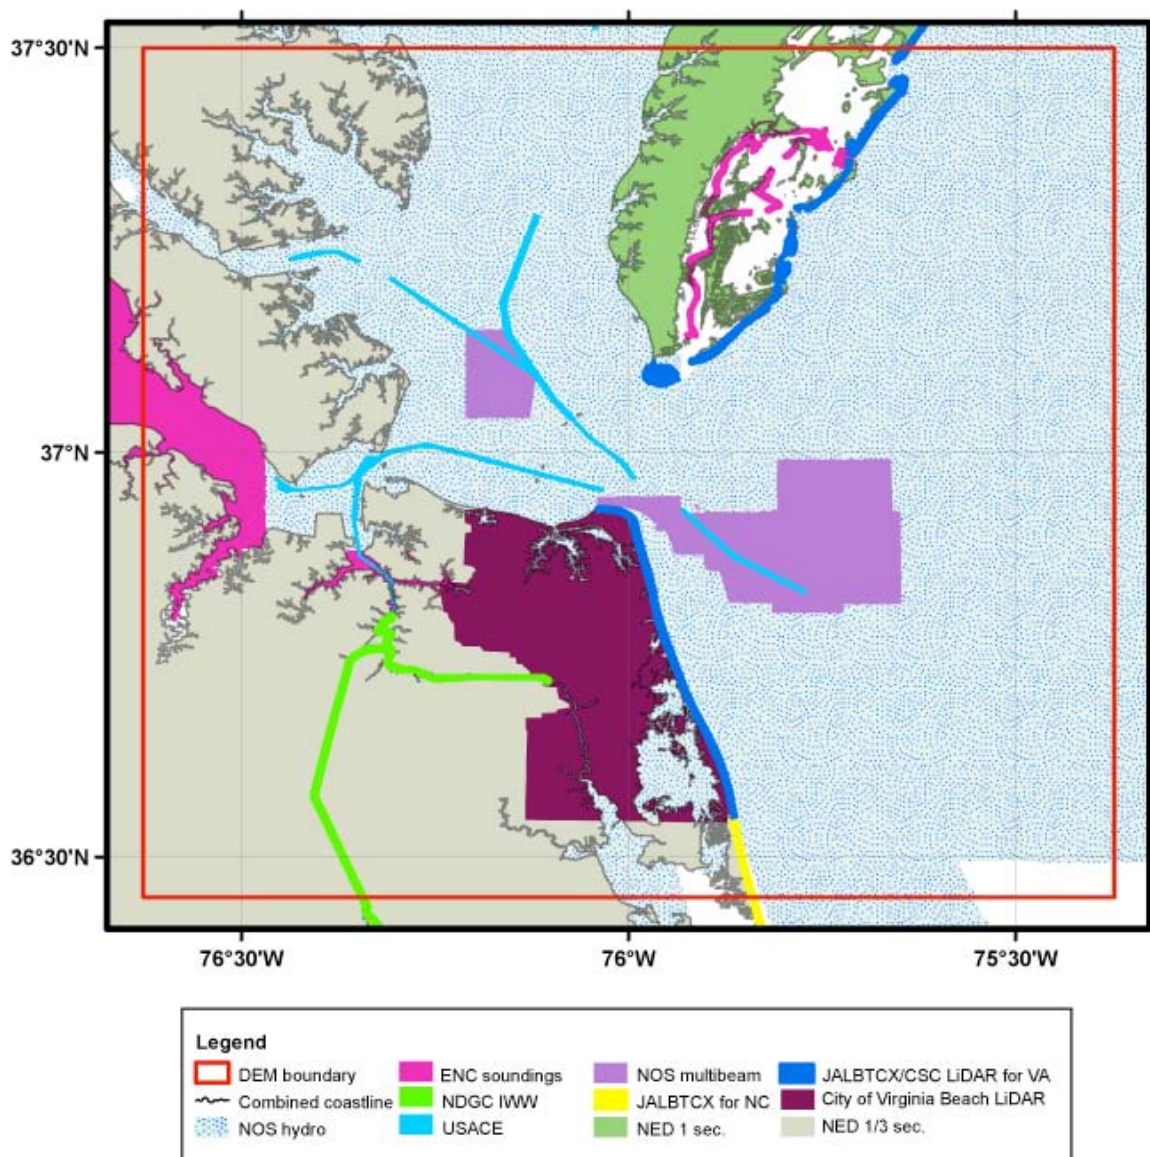 37°30'N
37°N
36°30'N
76°30'W 76°W 75°30'W
Legend
DEM boundary ENC soundings NOS multibeam JALBTCX/CSC LiDAR for VA
Combined coastline NDGC IWW JALBTCX for NC City of Virginia Beach LiDAR
NOS hydro USACE NED 1 sec. NED 1/3 sec.